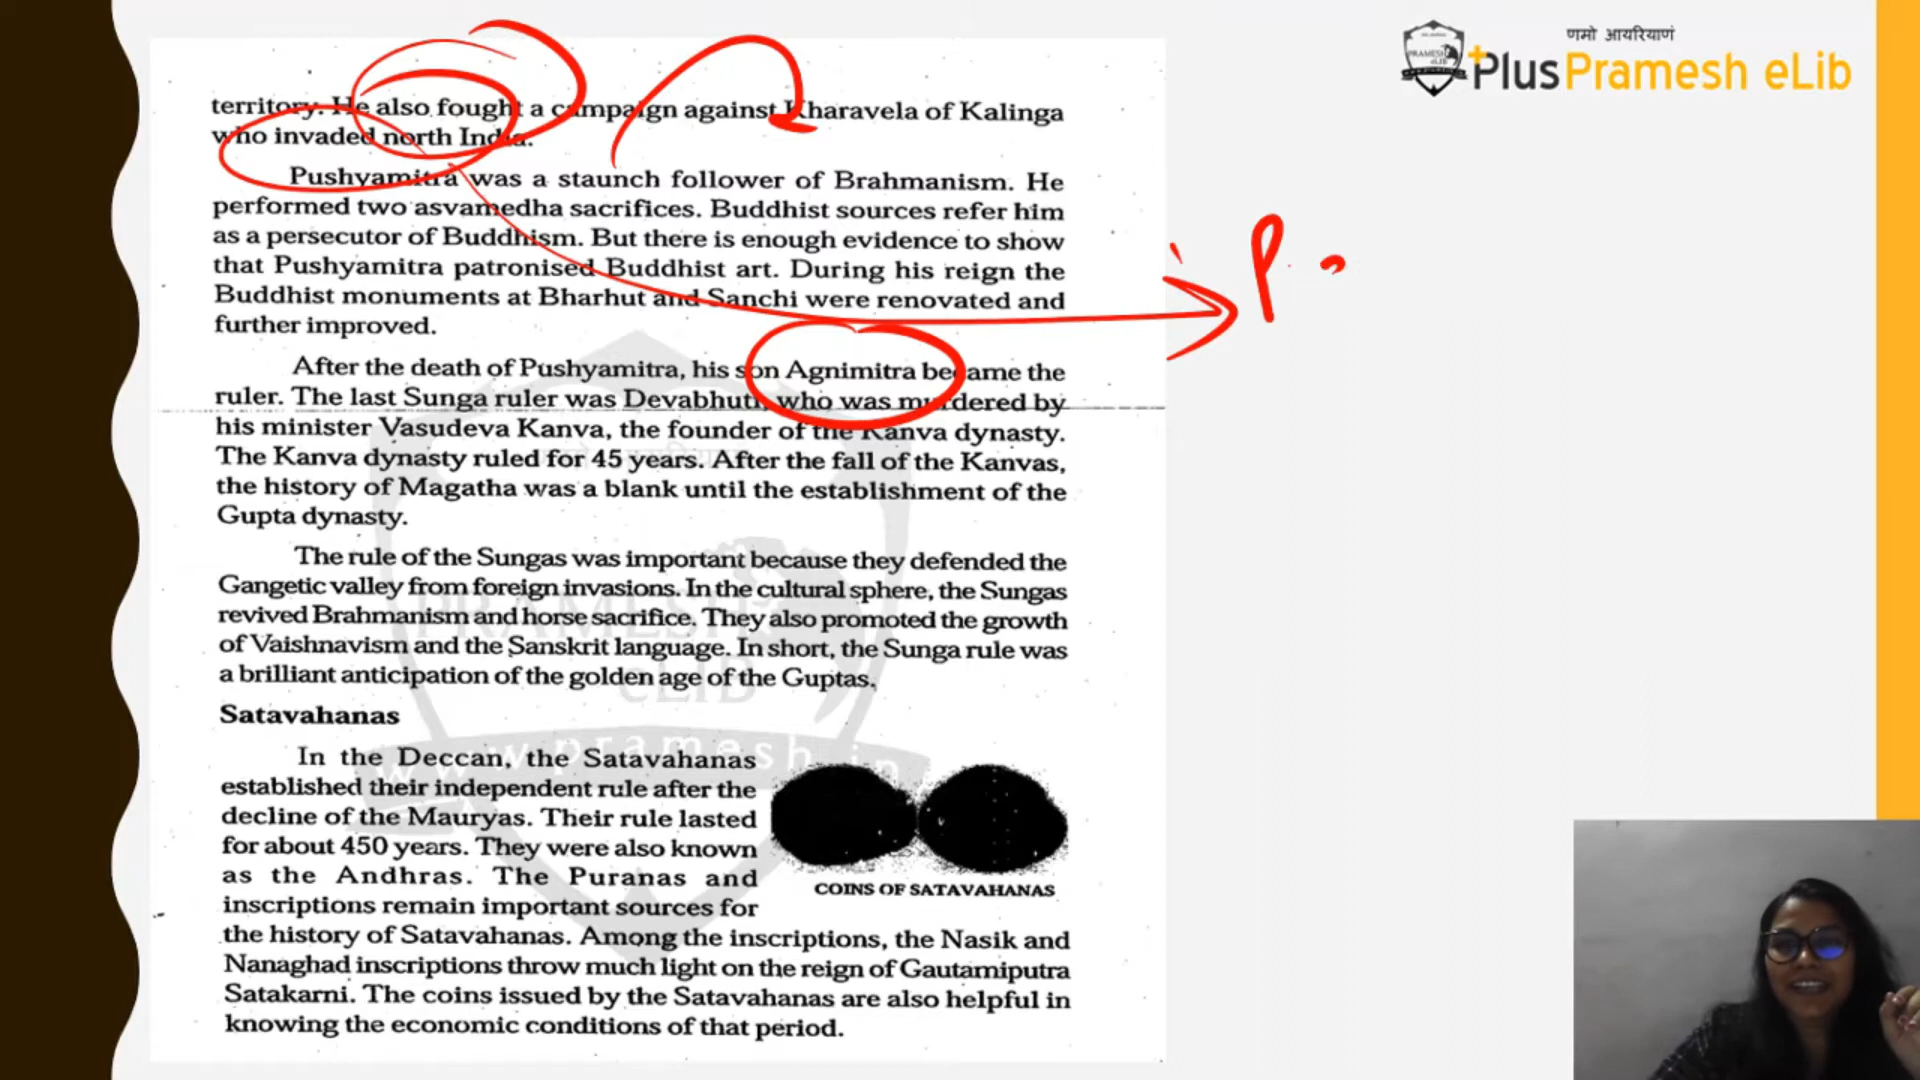 णमो आयरियाणं
PRAMESH
eLIB
Plus Pramesh eLib
territory. He also fought a campaign against Kharavela of Kalinga
who invaded north India.
Pushyamitra was a staunch follower of Brahmanism. He
performed two asvamedha sacrifices. Buddhist sources refer him
as a persecutor of Buddhism. But there is enough evidence to show
that Pushyamitra patronised Buddhist art. During his reign the
Buddhist monuments at Bharhut and Sanchi were renovated and
further improved.
P
After the death of Pushyamitra, his son Agnimitra became the
ruler. The last Sunga ruler was Devabhuti, who was murdered by
his minister Vasudeva Kanva, the founder of the Kanva dynasty.
The Kanva dynasty ruled for 45 years. After the fall of the Kanvas,
the history of Magatha was a blank until the establishment of the
Gupta dynasty.
The rule of the Sungas was important because they defended the
Gangetic valley from foreign invasions. In the cultural sphere, the Sungas
revived Brahmanism and horse sacrifice. They also promoted the growth
of Vaishnavism and the Sanskrit language. In short, the Sunga rule was
a brilliant anticipation of the golden age of the Guptas.
PRAMESH
eLIB
www.pramesh.in
Satavahanas
In the Deccan, the Satavahanas
established their independent rule after the
decline of the Mauryas. Their rule lasted
for about 450 years. They were also known
as the Andhras. The Puranas and
inscriptions remain important sources for
the history of Satavahanas. Among the inscriptions, the Nasik and
Nanaghad inscriptions throw much light on the reign of Gautamiputra
Satakarni. The coins issued by the Satavahanas are also helpful in
knowing the economic conditions of that period.
COINS OF SATAVAHANAS